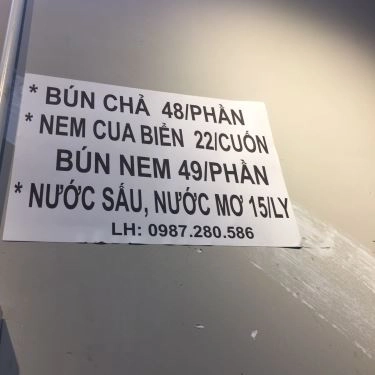 * BÚN CHẢ 48/PHẦN
* NEM CUA BIỂN 22/CUỐN
BÚN NEM 49/PHẦN
* NƯỚC SẤU, NƯỚC MƠ 15/LY
LH: 0987.280.586